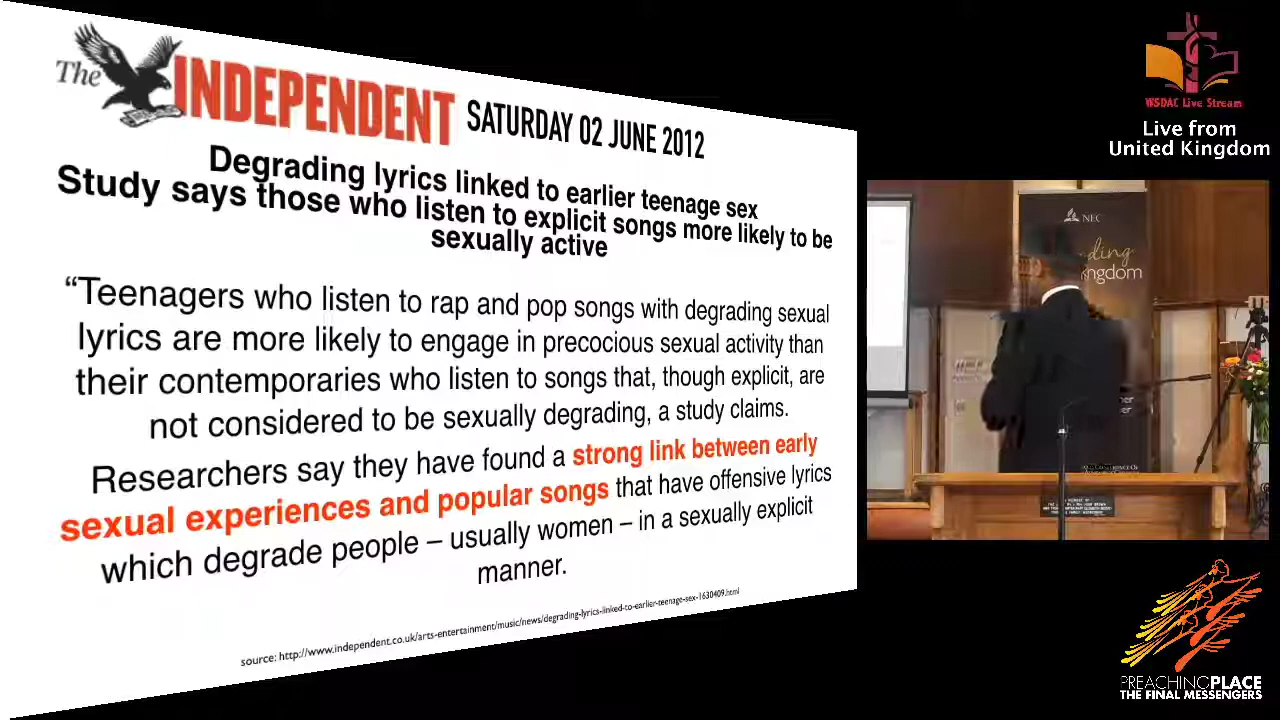 The INDEPENDENT SATURDAY 02 JUNE 2012
Degrading lyrics linked to earlier teenage sex
Study says those who listen to explicit songs more likely to be
sexually active
“Teenagers who listen to rap and pop songs with degrading sexual
lyrics are more likely to engage in precocious sexual activity than
their contemporaries who listen to songs that, though explicit, are
not considered to be sexually degrading, a study claims.
Researchers say they have found a strong link between early
sexual experiences and popular songs that have offensive lyrics
which degrade people – usually women – in a sexually explicit
manner.
source: http://www.independent.co.uk/arts-entertainment/music/news/degrading-lyrics-linked-to-earlier-teenage-sex-1630409.html
WSDAC Live Stream
Live from
United Kingdom
NEC
ding
kngdom
PREACHINGPLACE
THE FINAL MESSENGERS